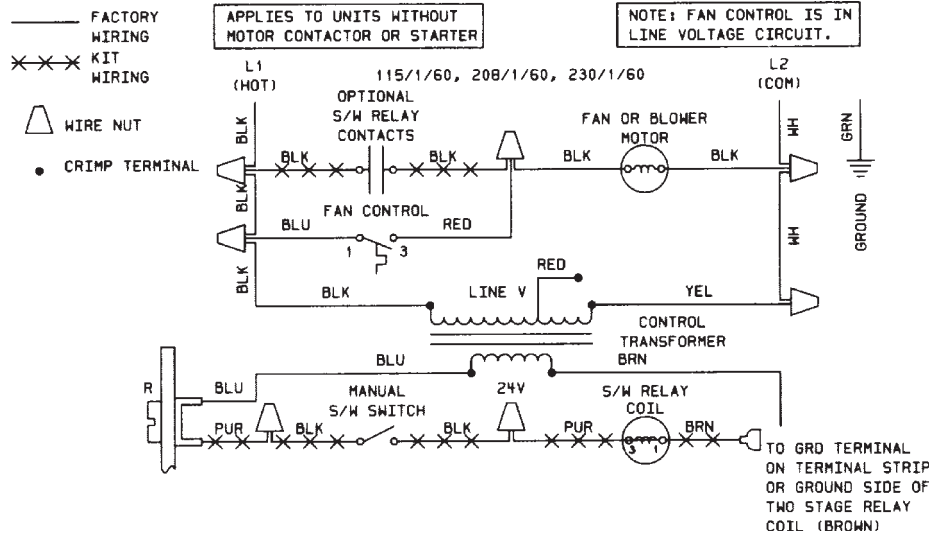 FACTORY
WIRING
KIT
WIRING
WIRE NUT
CRIMP TERMINAL
APPLIES TO UNITS WITHOUT
MOTOR CONTACTOR OR STARTER
NOTE: FAN CONTROL IS IN
LINE VOLTAGE CIRCUIT.
L1
(HOT)
115/1/60, 208/1/60, 230/1/60
L2
(COM)
OPTIONAL
S/W RELAY
CONTACTS
FAN OR BLOWER
MOTOR
BLK
WH
GRN
BLK
BLK
BLK
BLK
BLK
FAN CONTROL
BLU
1
3
RED
WH
GROUND
BLK
BLK
LINE V
RED
YEL
CONTROL
TRANSFORMER
BLU
BRN
R
BLU
MANUAL
S/W SWITCH
24V
S/W RELAY
COIL
PUR
BLK
BLK
PUR
3
1
BRN
TO GRD TERMINAL
ON TERMINAL STRIP
OR GROUND SIDE OF
TWO STAGE RELAY
COIL (BROWN)